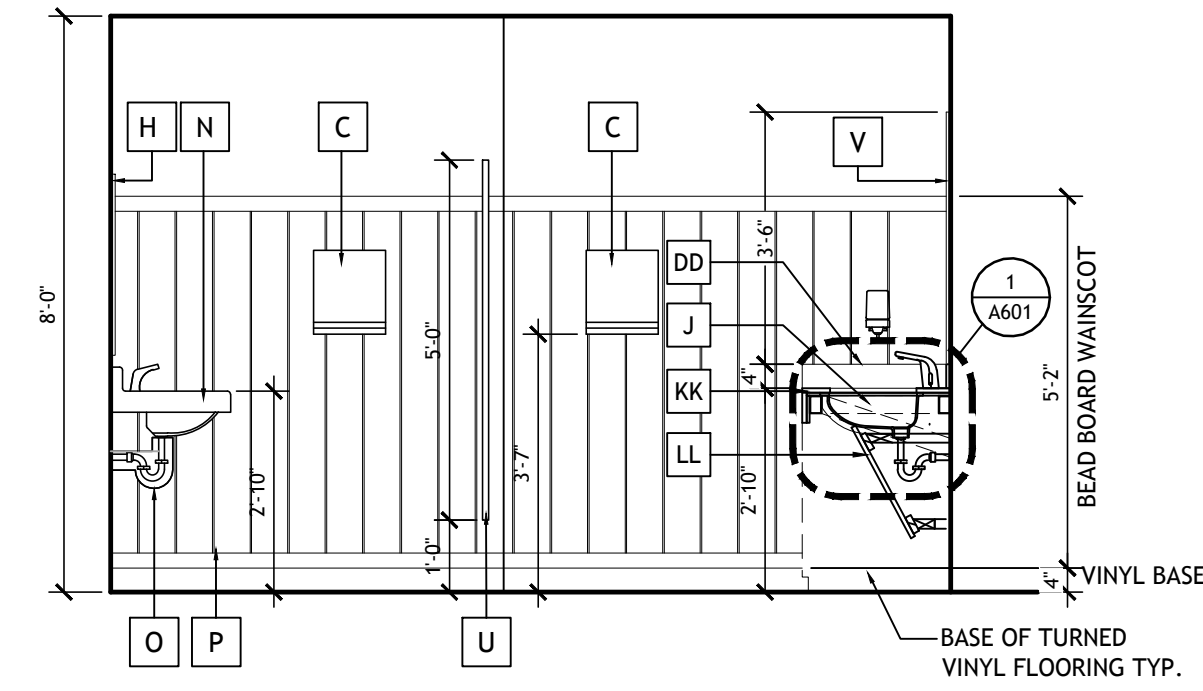 H
N
C
C
V
8'-0"
3'-6"
DD
J
KK
LL
1
A601
5'-0"
4"
3'-7"
2'-10"
2'-10"
1'-0"
5'-2"
BEAD BOARD WAINSCOT
4"
VINYL BASE
O
P
U
BASE OF TURNED
VINYL FLOORING TYP.